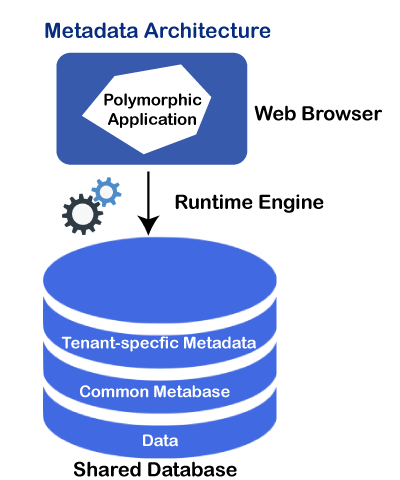 Metadata Architecture
Polymorphic
Application
Web Browser
Runtime Engine
Tenant-specfic Metadata
Common Metabase
Data
Shared Database